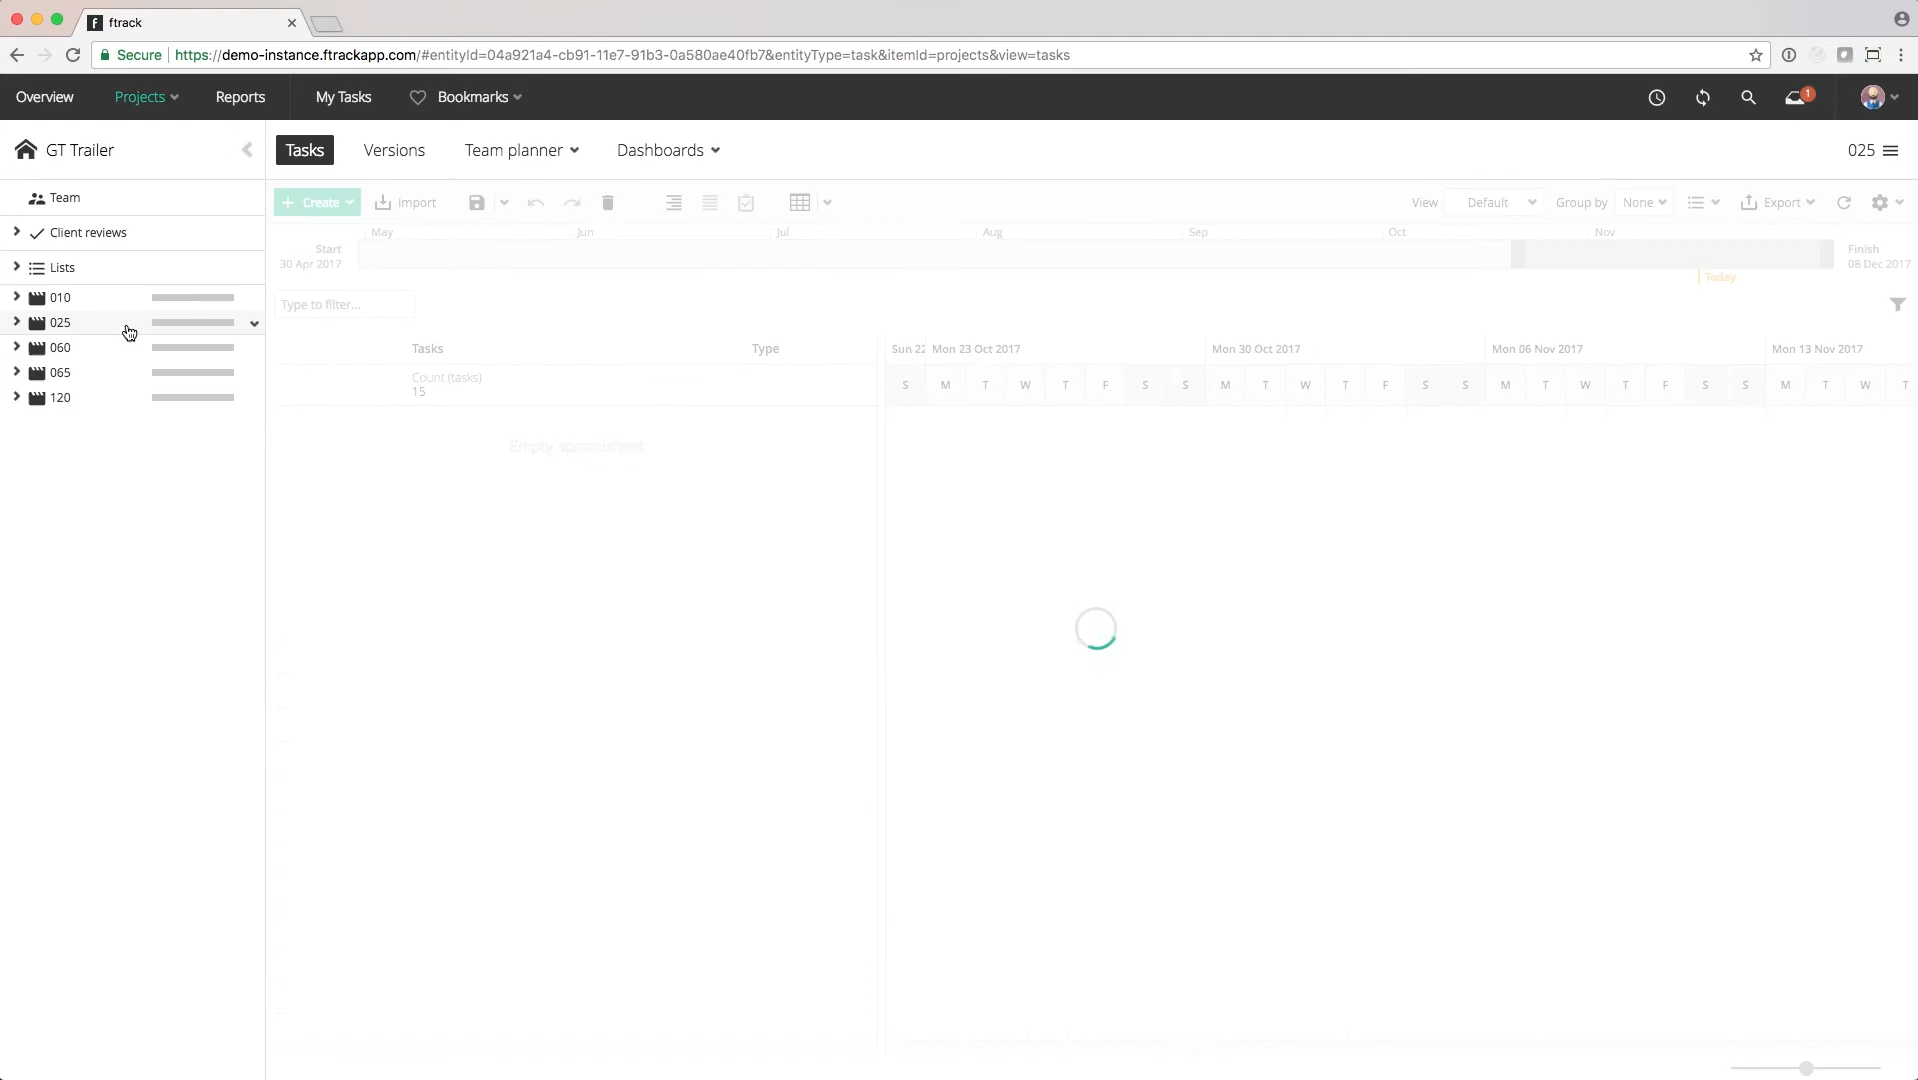 ftrack
Secure https://demo-instance.ftrackapp.com/#entityId=04a921a4-cb91-11e7-91b3-0a580ae40fb7&entityType=task&itemId=projects&view=tasks
Overview Projects Reports My Tasks Bookmarks 1
GT Trailer Tasks Versions Team planner Dashboards 025
Team
Create Import View Default Group by None Export
Client reviews
May Jun Jul Aug Sep Oct Nov
Start Finish
30 Apr 2017 08 Dec 2017
Lists
Today
010
Type to filter...
025
060
Tasks Type Sun 22 Mon 23 Oct 2017 Mon 30 Oct 2017 Mon 06 Nov 2017 Mon 13 Nov 2017
065
Count (tasks)
15
S M T W T F S S M T W T F S S M T W T F S S M T W T
120
Empty spreadsheet.